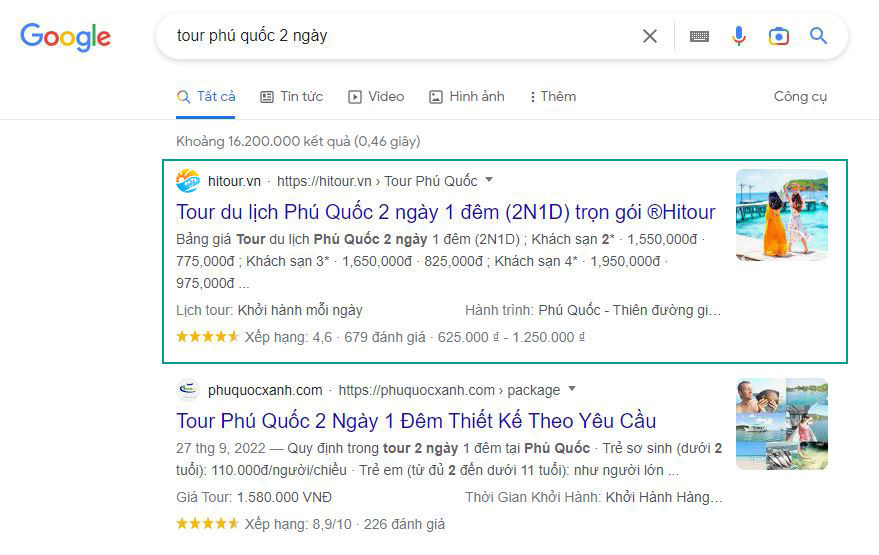 Google
tour phú quốc 2 ngày
Tất cả Tin tức Video Hình ảnh Thêm Công cụ
Khoảng 16.200.000 kết quả (0,46 giây)
hitour.vn · https://hitour.vn › Tour Phú Quốc
Tour du lịch Phú Quốc 2 ngày 1 đêm (2N1D) trọn gói ®Hitour
Bảng giá Tour du lịch Phú Quốc 2 ngày 1 đêm (2N1D) ; Khách sạn 2* · 1,550,000đ ·
775,000đ ; Khách sạn 3* · 1,650,000đ · 825,000đ ; Khách sạn 4* · 1,950,000đ ·
975,000đ ...
Lịch tour: Khởi hành mỗi ngày Hành trình: Phú Quốc - Thiên đường gi...
Xếp hạng: 4,6 · 679 đánh giá · 625.000 ₫ - 1.250.000 ₫
phuquocxanh.com · https://phuquocxanh.com › package
Tour Phú Quốc 2 Ngày 1 Đêm Thiết Kế Theo Yêu Cầu
27 thg 9, 2022 — Quy định trong tour 2 ngày 1 đêm tại Phú Quốc · Trẻ sơ sinh (dưới 2
tuổi): 110.000đ/người/chiều · Trẻ em (từ đủ 2 đến dưới 11 tuổi): như người lớn ...
Giá Tour: 1.580.000 VNĐ Thời Gian Khởi Hành: Khởi Hành Hàng...
Xếp hạng: 8,9/10 · 226 đánh giá